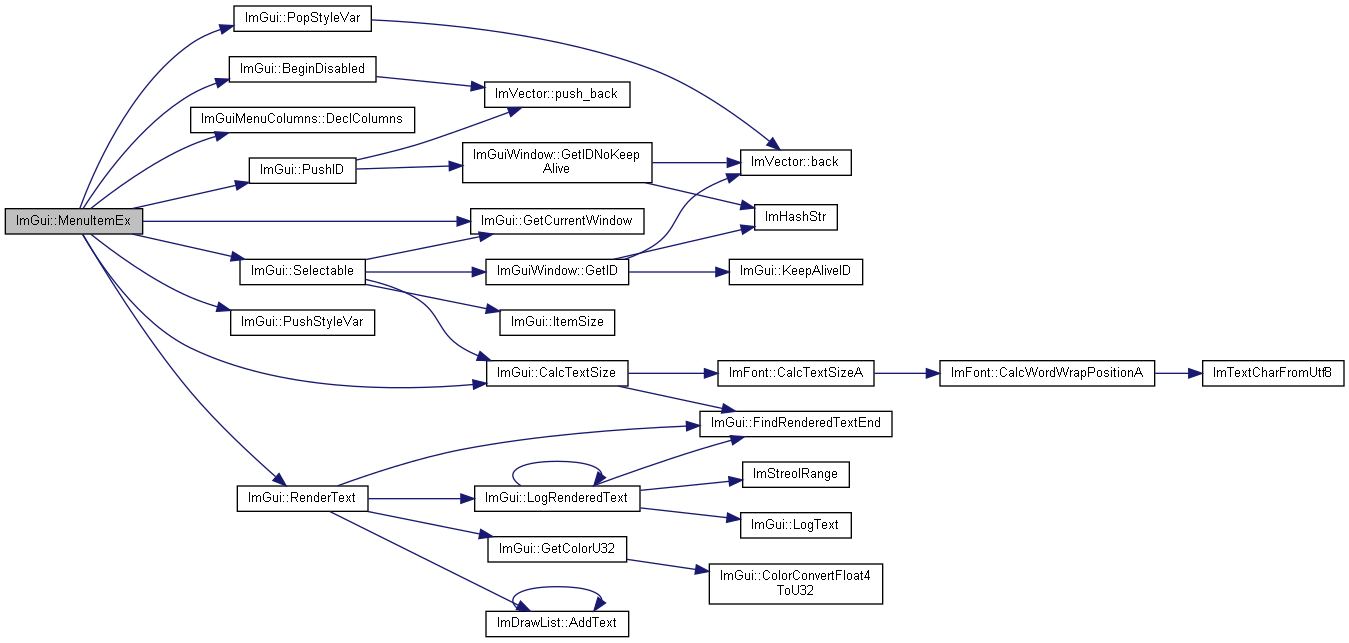 ImGui::PopStyleVar
ImGui::BeginDisabled
ImVector::push_back
ImGuiMenuColumns::DeclColumns
ImGuiWindow::GetIDNoKeep
Alive
ImVector::back
ImGui::PushID
ImHashStr
ImGui::MenuItemEx
ImGui::GetCurrentWindow
ImGui::Selectable
ImGuiWindow::GetID
ImGui::KeepAliveID
ImGui::PushStyleVar
ImGui::ItemSize
ImGui::CalcTextSize
ImFont::CalcTextSizeA
ImFont::CalcWordWrapPositionA
ImTextCharFromUtf8
ImGui::FindRenderedTextEnd
ImStreolRange
ImGui::RenderText
ImGui::LogRenderedText
ImGui::LogText
ImGui::GetColorU32
ImGui::ColorConvertFloat4
ToU32
ImDrawList::AddText